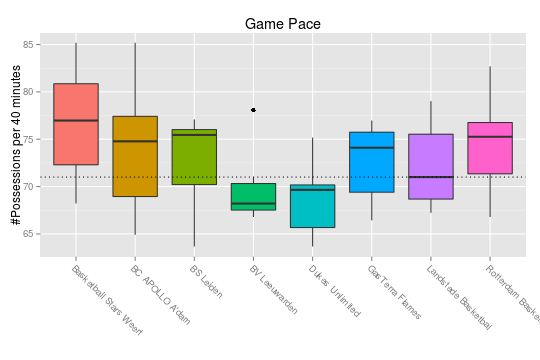 Game Pace
#Possessions per 40 minutes
85
80
75
70
65
Basketball Stars Weert
BC APOLLO A'dam
BS Leiden
BV Leeuwarden
Dukes Unlimited
GasTerra Flames
Landstede Basketbal
Rotterdam Baske